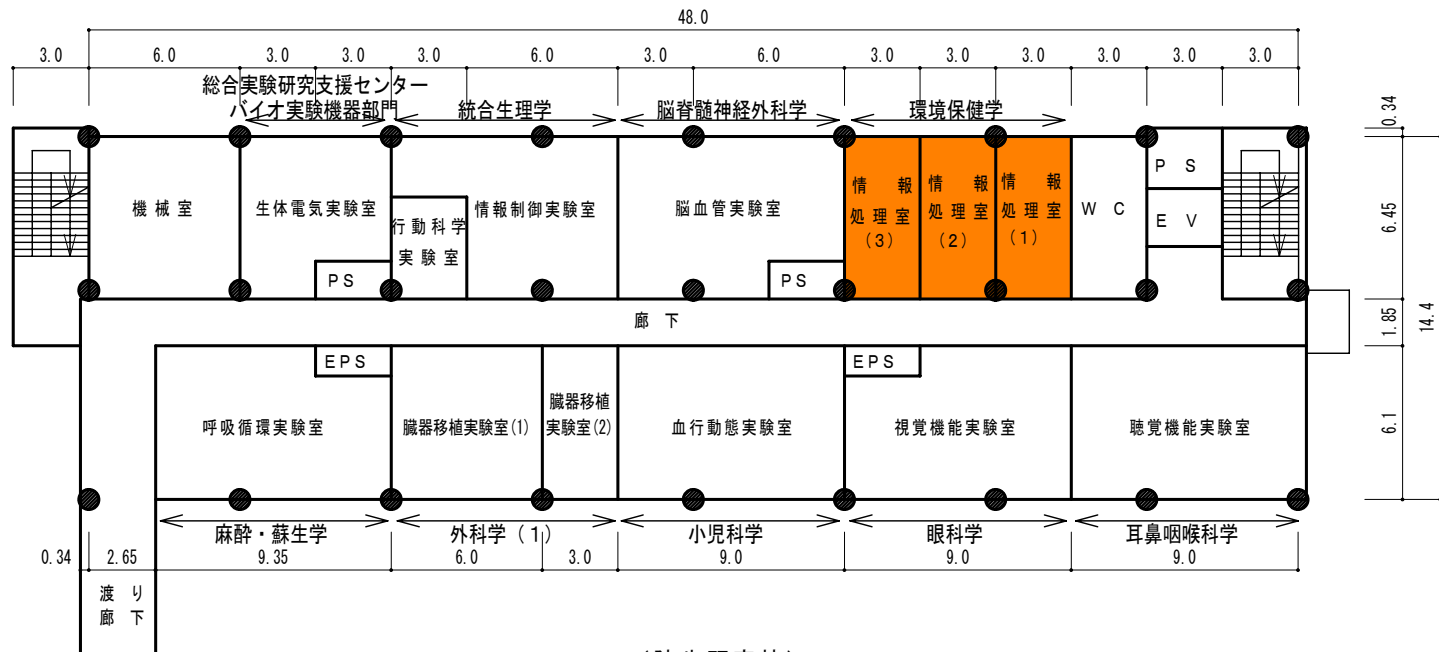 48.0
3.0 6.0 3.0 3.0 3.0 6.0 3.0 6.0 3.0 3.0 3.0 3.0 3.0 3.0
総合実験研究支援センター
バイオ実験機器部門 統合生理学 脳脊髄神経外科学 環境保健学
0.34
機械室
生体電気実験室
PS
行動科学
実験室
情報制御実験室
脳血管実験室
PS
情報
処理室
(3)
情報
処理室
(2)
情報
処理室
(1)
WC
PS
EV
6.45
廊下
1.85
14.4
EPS
呼吸循環実験室
臓器移植実験室(1)
臓器移植
実験室(2)
血行動態実験室
EPS
視覚機能実験室
聴覚機能実験室
6.1
麻酔・蘇生学 外科学(1) 小児科学 眼科学 耳鼻咽喉科学
0.34 2.65 9.35 6.0 3.0 9.0 9.0 9.0
渡り
廊下